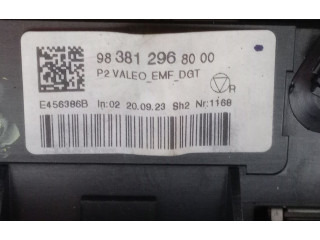 98 381 296 80 00
P2 VALEO_EMF_DGT
R
E456386B In:02 20.09.23 Sh2 Nr:1168